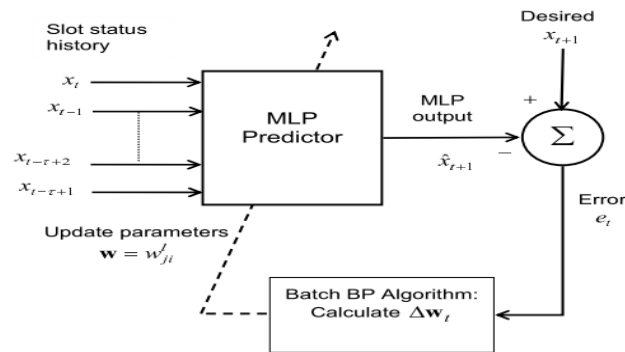 Slot status
history
x_t
x_{t-1}
x_{t-τ+2}
x_{t-τ+1}
MLP
Predictor
MLP
output
x̂_{t+1}
Desired
x_{t+1}
+
−
Σ
Error
e_t
Update parameters
w = w_{ji}^l
Batch BP Algorithm:
Calculate Δw_t